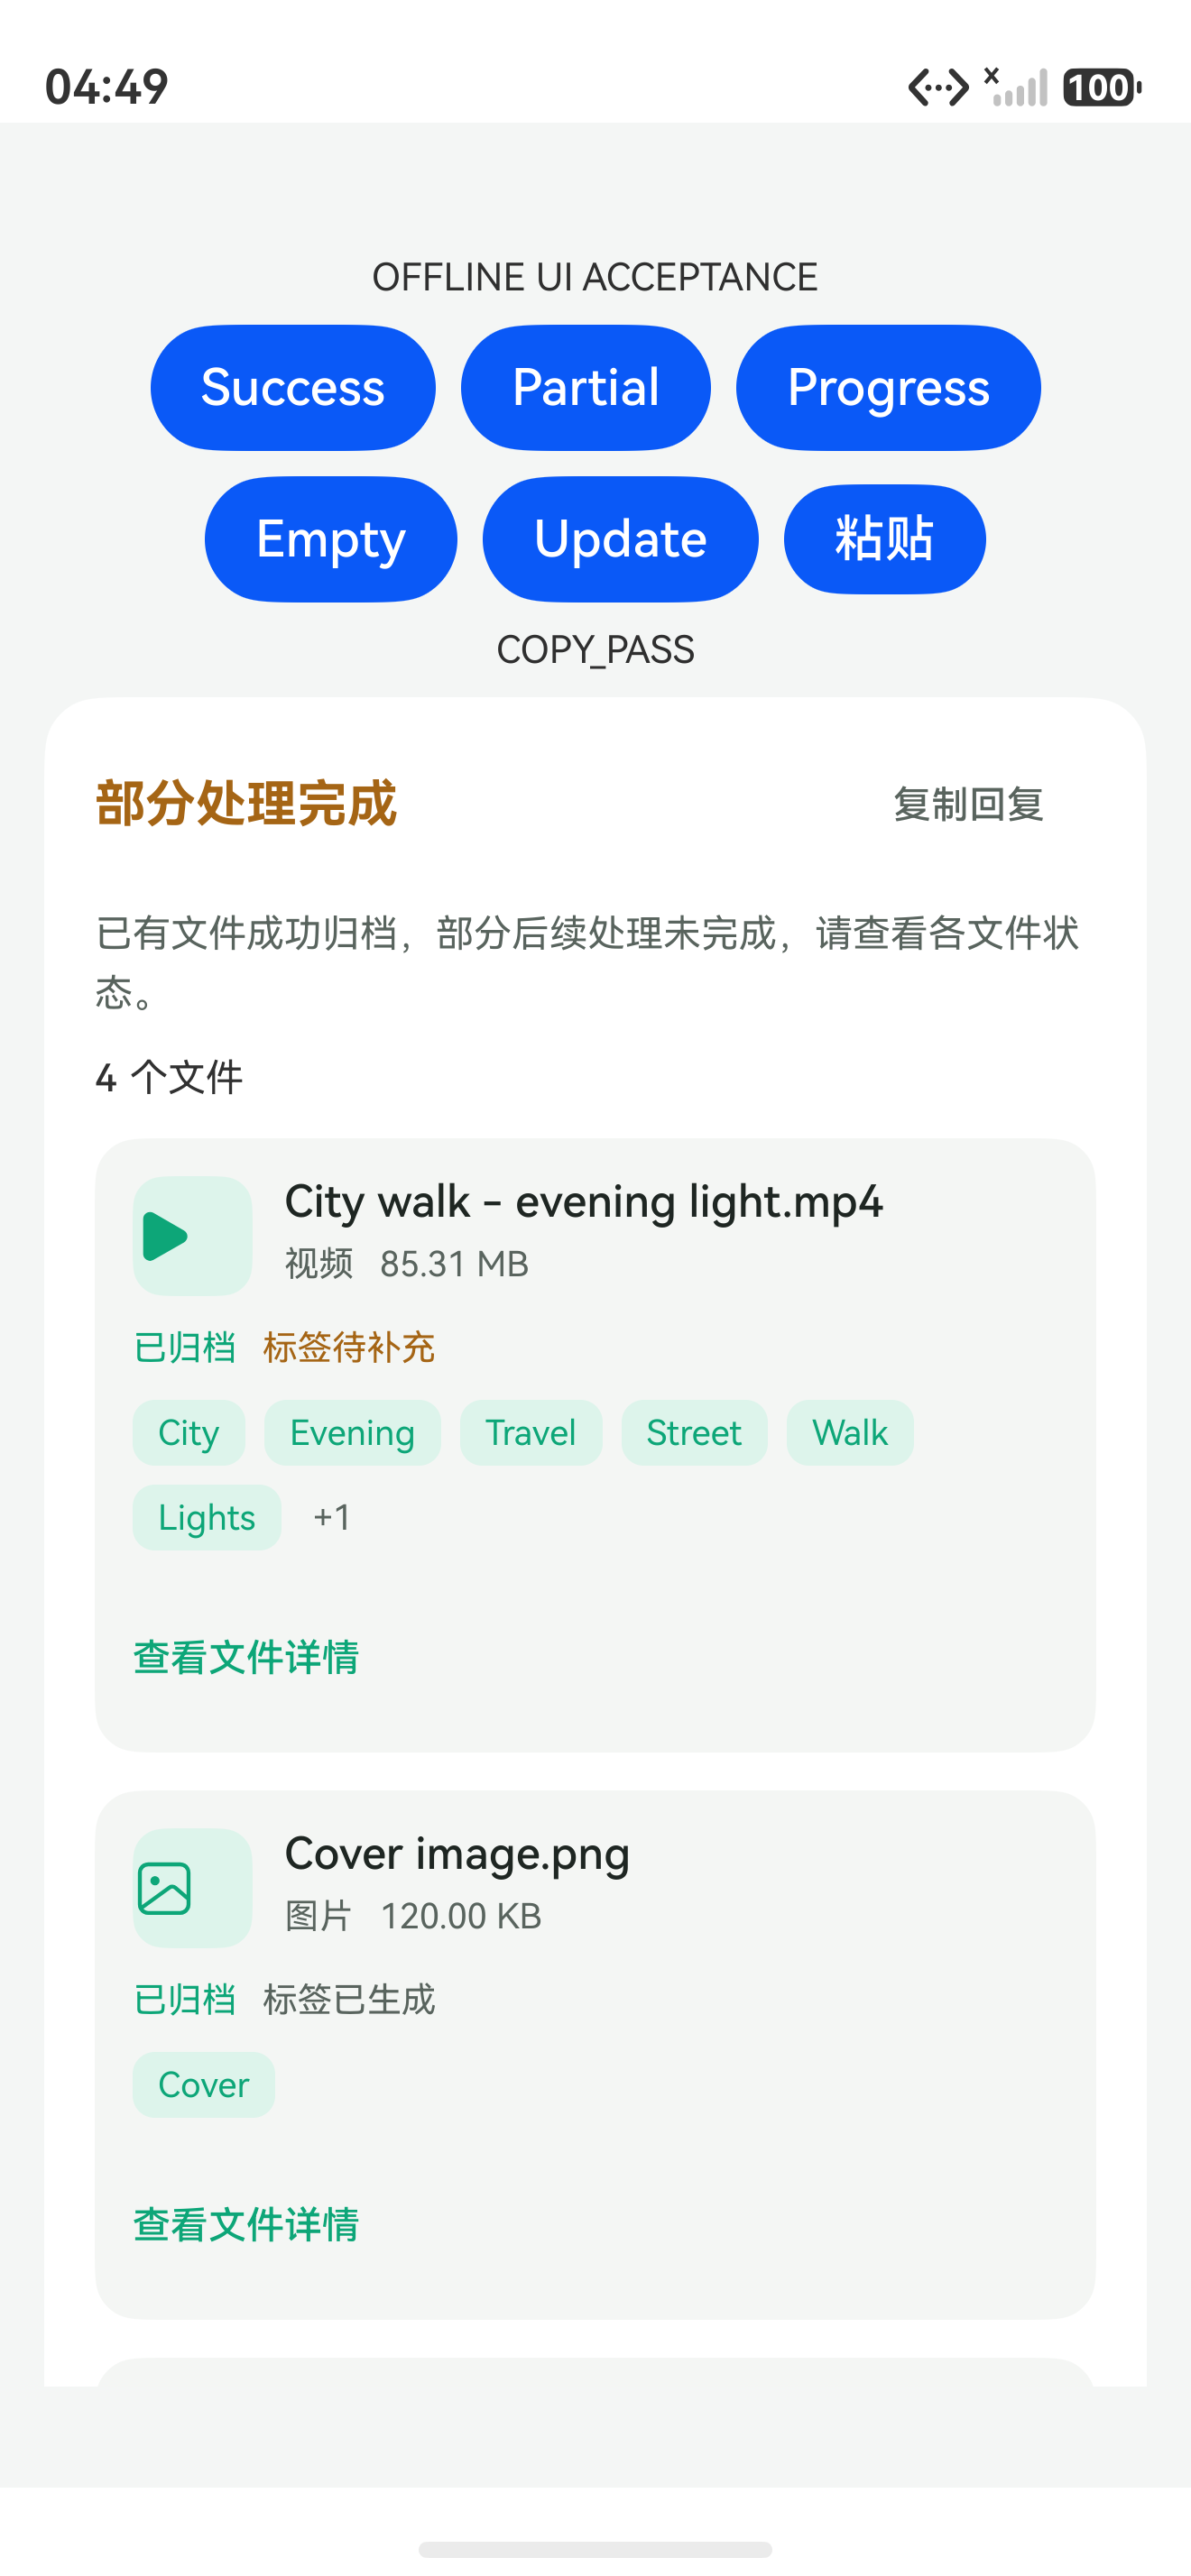 04:49
100
OFFLINE UI ACCEPTANCE
Success Partial Progress
Empty Update 粘贴
COPY_PASS
部分处理完成 复制回复
已有文件成功归档，部分后续处理未完成，请查看各文件状
态。
4 个文件
City walk - evening light.mp4
视频 85.31 MB
已归档 标签待补充
City Evening Travel Street Walk
Lights +1
查看文件详情
Cover image.png
图片 120.00 KB
已归档 标签已生成
Cover
查看文件详情